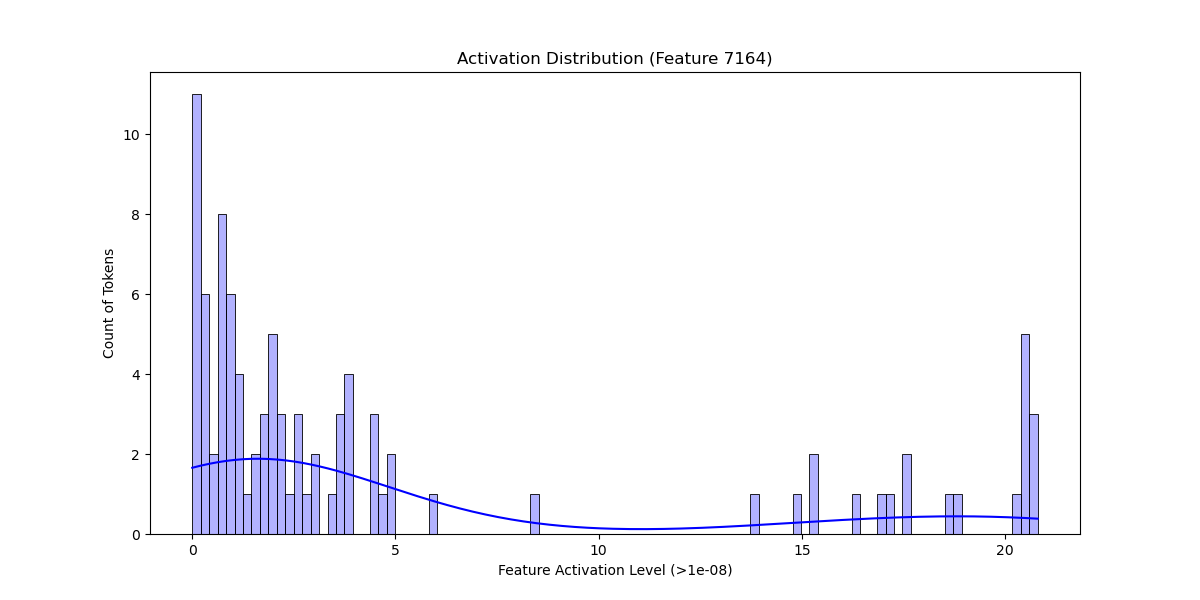 Activation Distribution (Feature 7164)
Count of Tokens
10
8
6
4
2
0
0 5 10 15 20
Feature Activation Level (>1e-08)